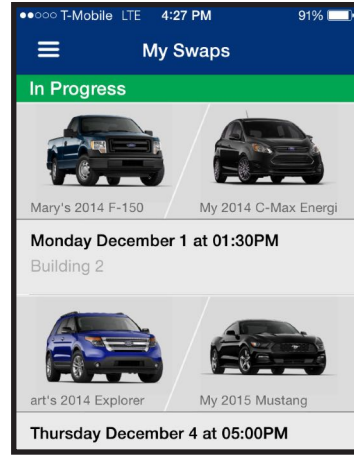 T-Mobile LTE 4:27 PM 91%
My Swaps
In Progress
Mary's 2014 F-150 My 2014 C-Max Energi
Monday December 1 at 01:30PM
Building 2
art's 2014 Explorer My 2015 Mustang
Thursday December 4 at 05:00PM